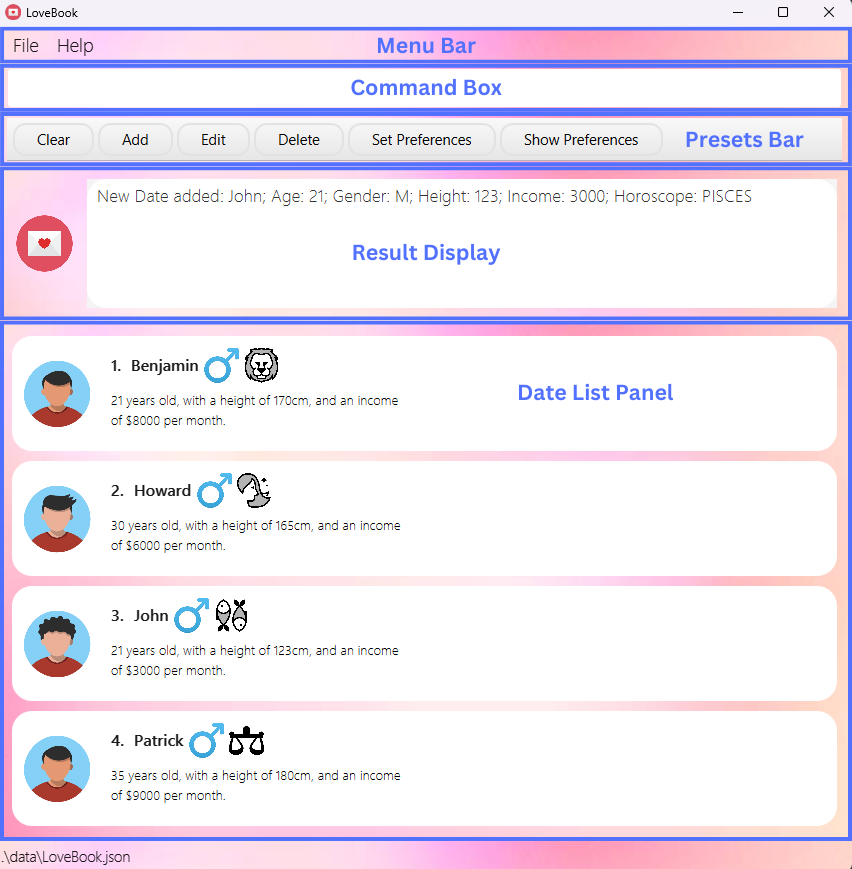 LoveBook
File Help Menu Bar
Command Box
Clear Add Edit Delete Set Preferences Show Preferences Presets Bar
New Date added: John; Age: 21; Gender: M; Height: 123; Income: 3000; Horoscope: PISCES
Result Display
1. Benjamin
21 years old, with a height of 170cm, and an income
of $8000 per month.
Date List Panel
2. Howard
30 years old, with a height of 165cm, and an income
of $6000 per month.
3. John
21 years old, with a height of 123cm, and an income
of $3000 per month.
4. Patrick
35 years old, with a height of 180cm, and an income
of $9000 per month.
.\data\LoveBook.json